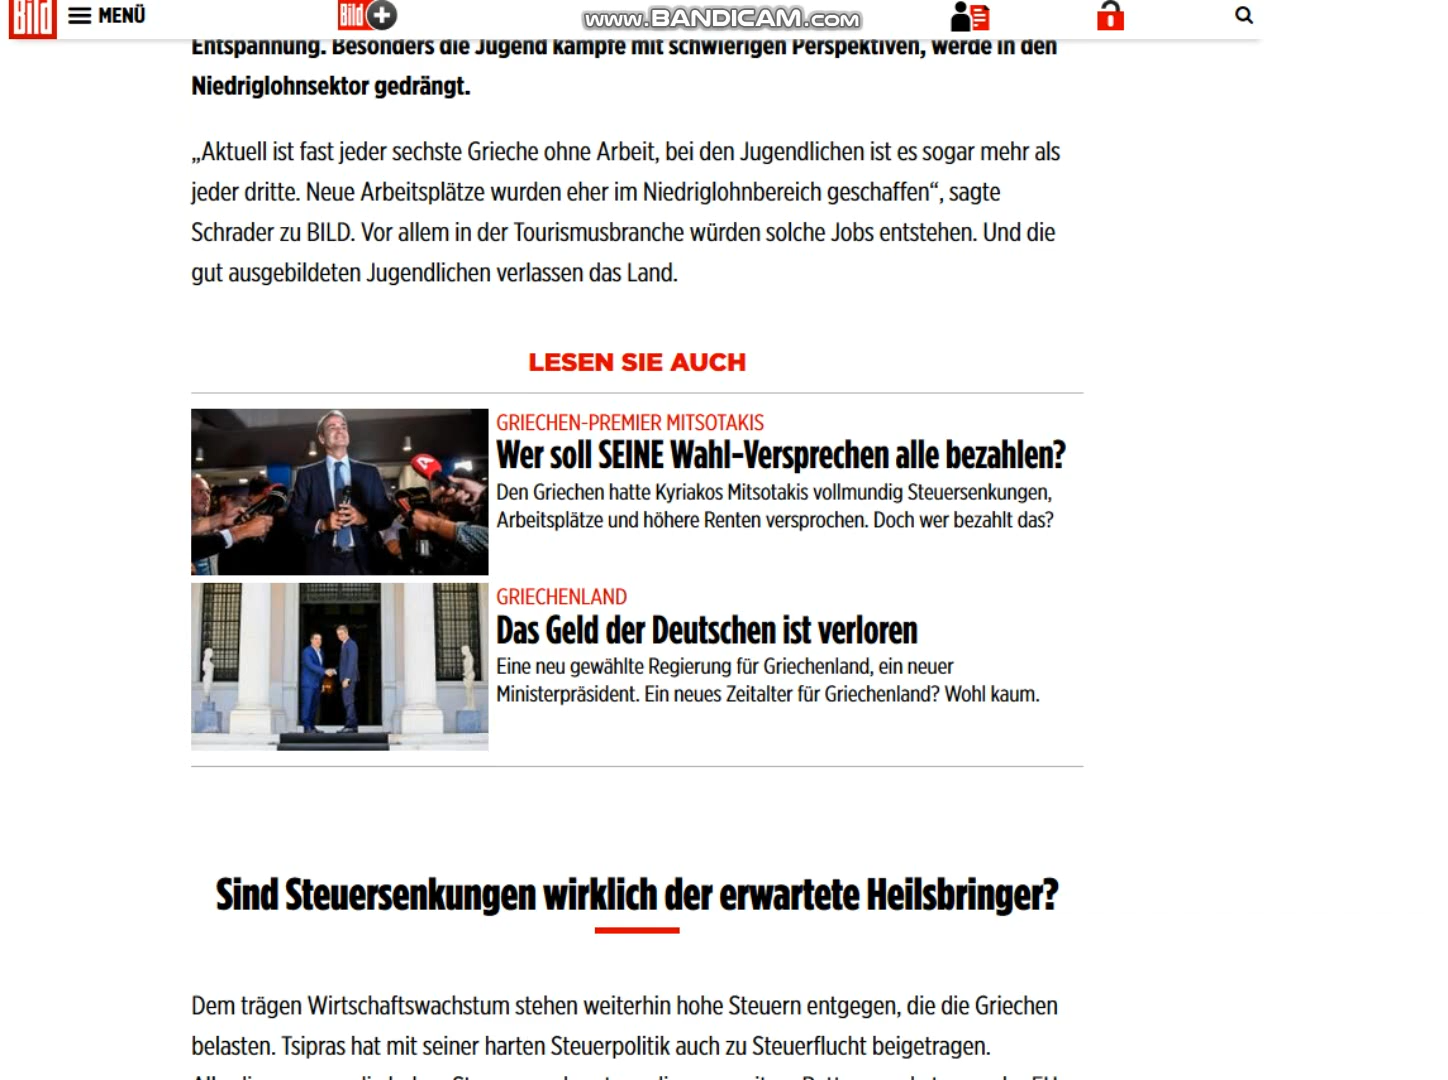 Bild
MENÜ
Bild
www.BANDICAM.com
Entspannung. Besonders die Jugend kämpfe mit schwierigen Perspektiven, werde in den
Niedriglohnsektor gedrängt.
„Aktuell ist fast jeder sechste Grieche ohne Arbeit, bei den Jugendlichen ist es sogar mehr als
jeder dritte. Neue Arbeitsplätze wurden eher im Niedriglohnbereich geschaffen“, sagte
Schrader zu BILD. Vor allem in der Tourismusbranche würden solche Jobs entstehen. Und die
gut ausgebildeten Jugendlichen verlassen das Land.
LESEN SIE AUCH
GRIECHEN-PREMIER MITSOTAKIS
Wer soll SEINE Wahl-Versprechen alle bezahlen?
Den Griechen hatte Kyriakos Mitsotakis vollmundig Steuersenkungen,
Arbeitsplätze und höhere Renten versprochen. Doch wer bezahlt das?
GRIECHENLAND
Das Geld der Deutschen ist verloren
Eine neu gewählte Regierung für Griechenland, ein neuer
Ministerpräsident. Ein neues Zeitalter für Griechenland? Wohl kaum.
Sind Steuersenkungen wirklich der erwartete Heilsbringer?
Dem trägen Wirtschaftswachstum stehen weiterhin hohe Steuern entgegen, die die Griechen
belasten. Tsipras hat mit seiner harten Steuerpolitik auch zu Steuerflucht beigetragen.